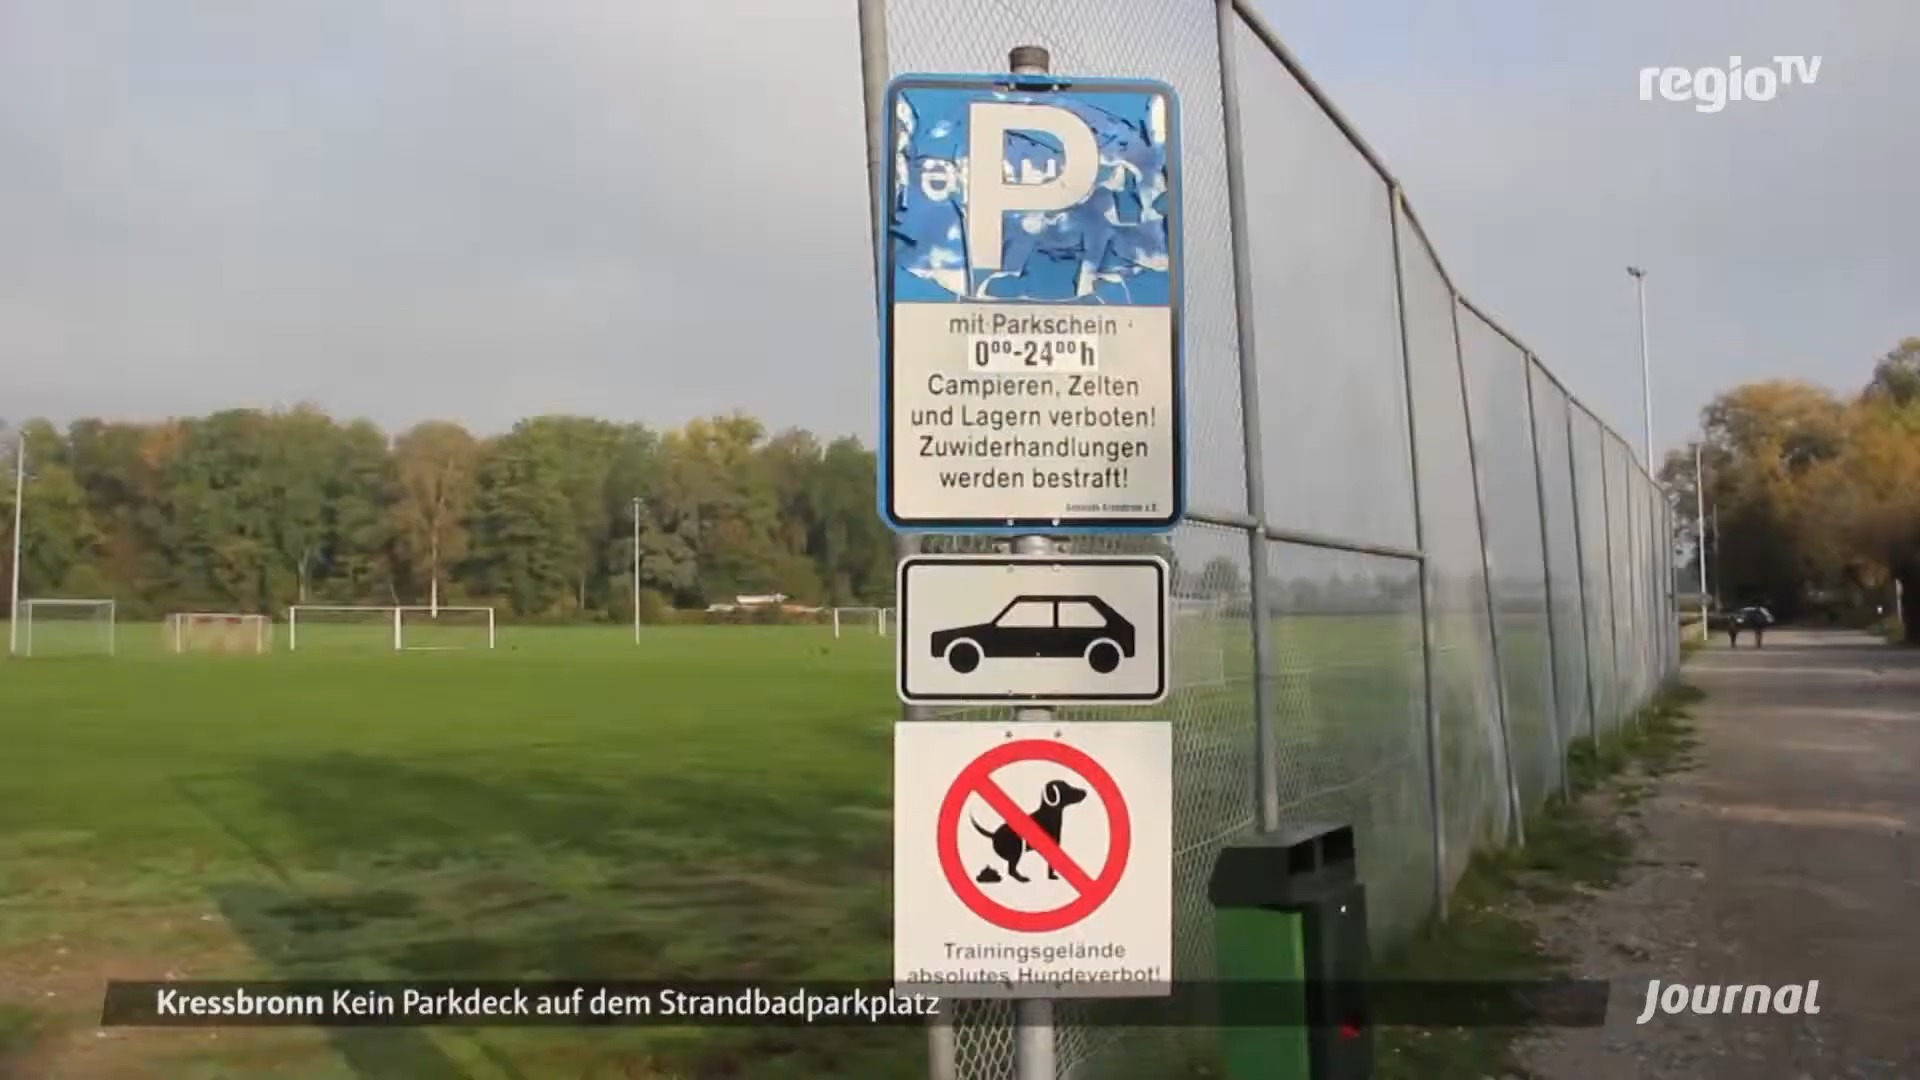 regioTV
P
mit Parkschein
0⁰⁰-24⁰⁰h
Campieren, Zelten
und Lagern verboten!
Zuwiderhandlungen
werden bestraft!
Trainingsgelände
absolutes Hundeverbot!
Kressbronn Kein Parkdeck auf dem Strandbadparkplatz
Journal